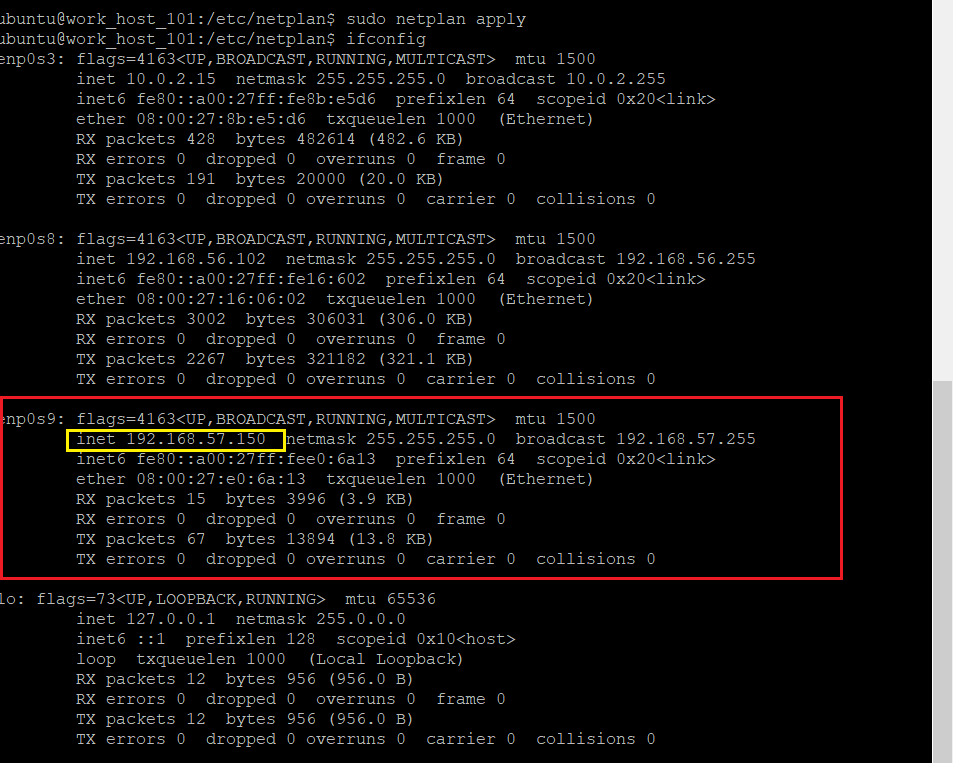 ubuntu@work_host_101:/etc/netplan$ sudo netplan apply
ubuntu@work_host_101:/etc/netplan$ ifconfig
enp0s3: flags=4163<UP,BROADCAST,RUNNING,MULTICAST>  mtu 1500
        inet 10.0.2.15  netmask 255.255.255.0  broadcast 10.0.2.255
        inet6 fe80::a00:27ff:fe8b:e5d6  prefixlen 64  scopeid 0x20<link>
        ether 08:00:27:8b:e5:d6  txqueuelen 1000  (Ethernet)
        RX packets 428  bytes 482614 (482.6 KB)
        RX errors 0  dropped 0  overruns 0  frame 0
        TX packets 191  bytes 20000 (20.0 KB)
        TX errors 0  dropped 0 overruns 0  carrier 0  collisions 0

enp0s8: flags=4163<UP,BROADCAST,RUNNING,MULTICAST>  mtu 1500
        inet 192.168.56.102  netmask 255.255.255.0  broadcast 192.168.56.255
        inet6 fe80::a00:27ff:fe16:602  prefixlen 64  scopeid 0x20<link>
        ether 08:00:27:16:06:02  txqueuelen 1000  (Ethernet)
        RX packets 3002  bytes 306031 (306.0 KB)
        RX errors 0  dropped 0  overruns 0  frame 0
        TX packets 2267  bytes 321182 (321.1 KB)
        TX errors 0  dropped 0 overruns 0  carrier 0  collisions 0

enp0s9: flags=4163<UP,BROADCAST,RUNNING,MULTICAST>  mtu 1500
        inet 192.168.57.150  netmask 255.255.255.0  broadcast 192.168.57.255
        inet6 fe80::a00:27ff:fee0:6a13  prefixlen 64  scopeid 0x20<link>
        ether 08:00:27:e0:6a:13  txqueuelen 1000  (Ethernet)
        RX packets 15  bytes 3996 (3.9 KB)
        RX errors 0  dropped 0  overruns 0  frame 0
        TX packets 67  bytes 13894 (13.8 KB)
        TX errors 0  dropped 0 overruns 0  carrier 0  collisions 0

lo: flags=73<UP,LOOPBACK,RUNNING>  mtu 65536
        inet 127.0.0.1  netmask 255.0.0.0
        inet6 ::1  prefixlen 128  scopeid 0x10<host>
        loop  txqueuelen 1000  (Local Loopback)
        RX packets 12  bytes 956 (956.0 B)
        RX errors 0  dropped 0  overruns 0  frame 0
        TX packets 12  bytes 956 (956.0 B)
        TX errors 0  dropped 0 overruns 0  carrier 0  collisions 0